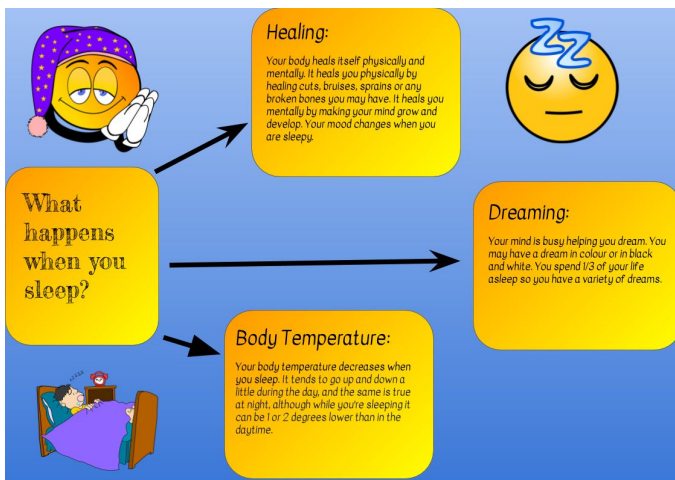 Healing:
Your body heals itself physically and
mentally. It heals you physically by
healing cuts, bruises, sprains or any
broken bones you may have. It heals you
mentally by making your mind grow and
develop. Your mood changes when you
are sleepy.
What
happens
when you
sleep?
Dreaming:
Your mind is busy helping you dream. You
may have a dream in colour or in black
and white. You spend 1/3 of your life
asleep so you have a variety of dreams.
Body Temperature:
Your body temperature decreases when
you sleep. It tends to go up and down a
little during the day, and the same is true
at night, although while you're sleeping it
can be 1 or 2 degrees lower than in the
daytime.